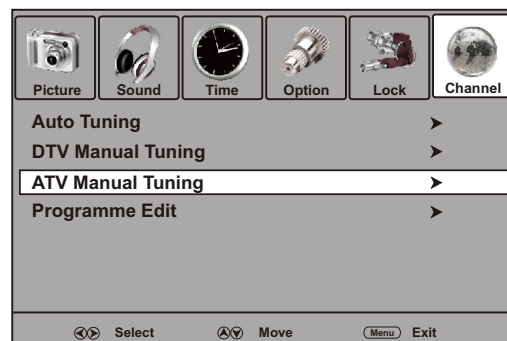 Picture Sound Time Option Lock Channel
Auto Tuning
DTV Manual Tuning
ATV Manual Tuning
Programme Edit
Select Move Menu Exit